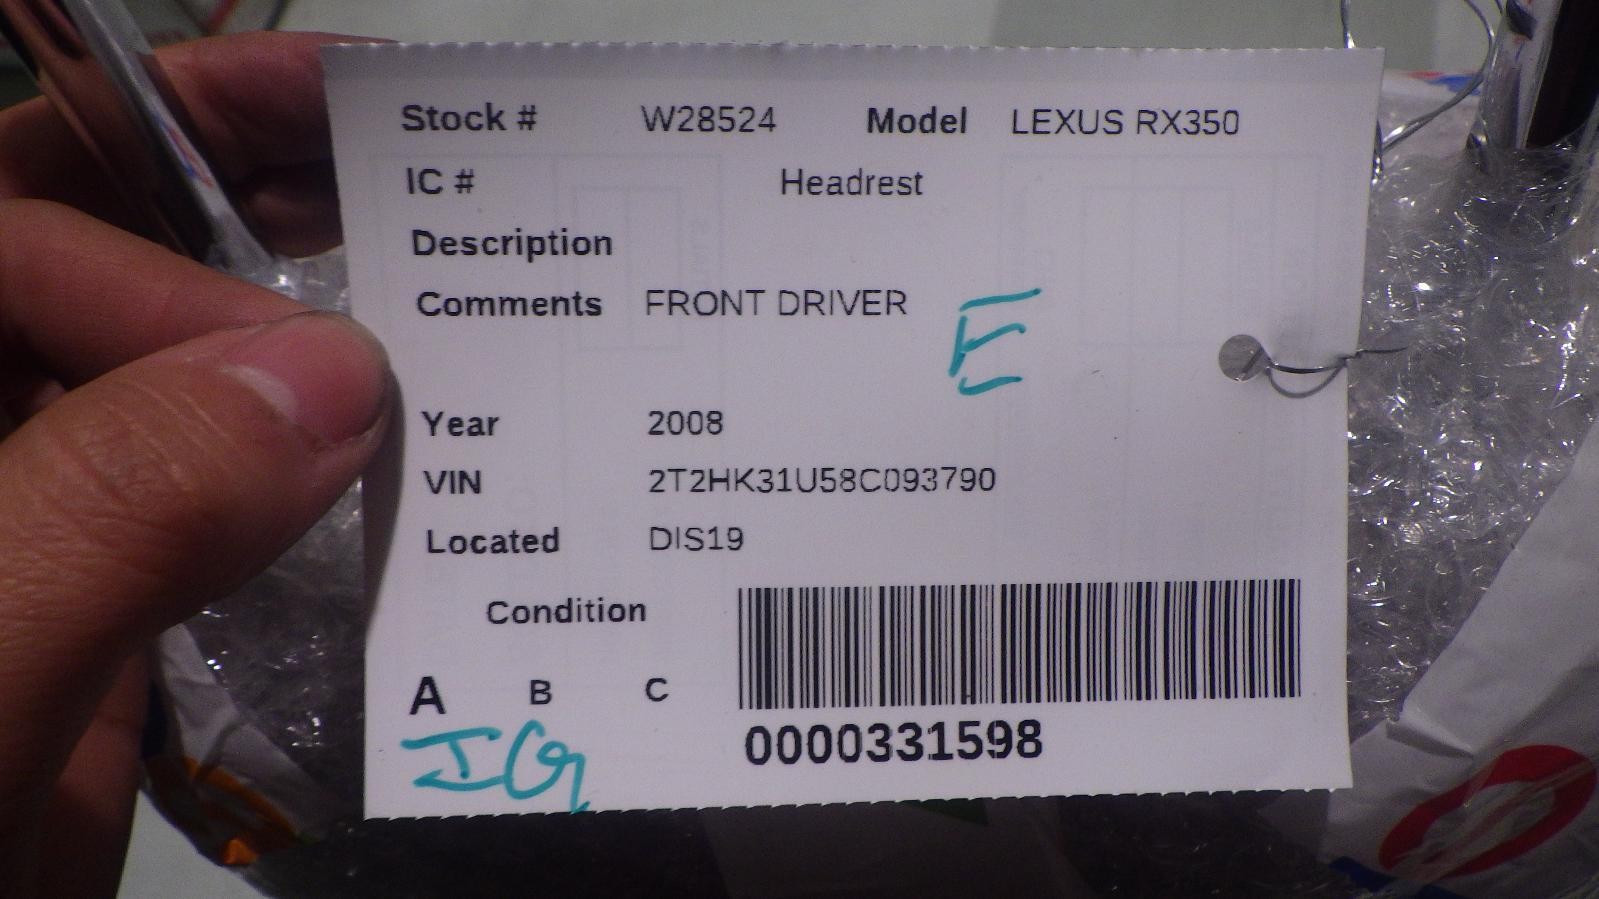 Stock # W28524 Model LEXUS RX350
IC # Headrest
Description
Comments FRONT DRIVER E
Year 2008
VIN 2T2HK31U58C093790
Located DIS19
Condition
A B C
0000331598